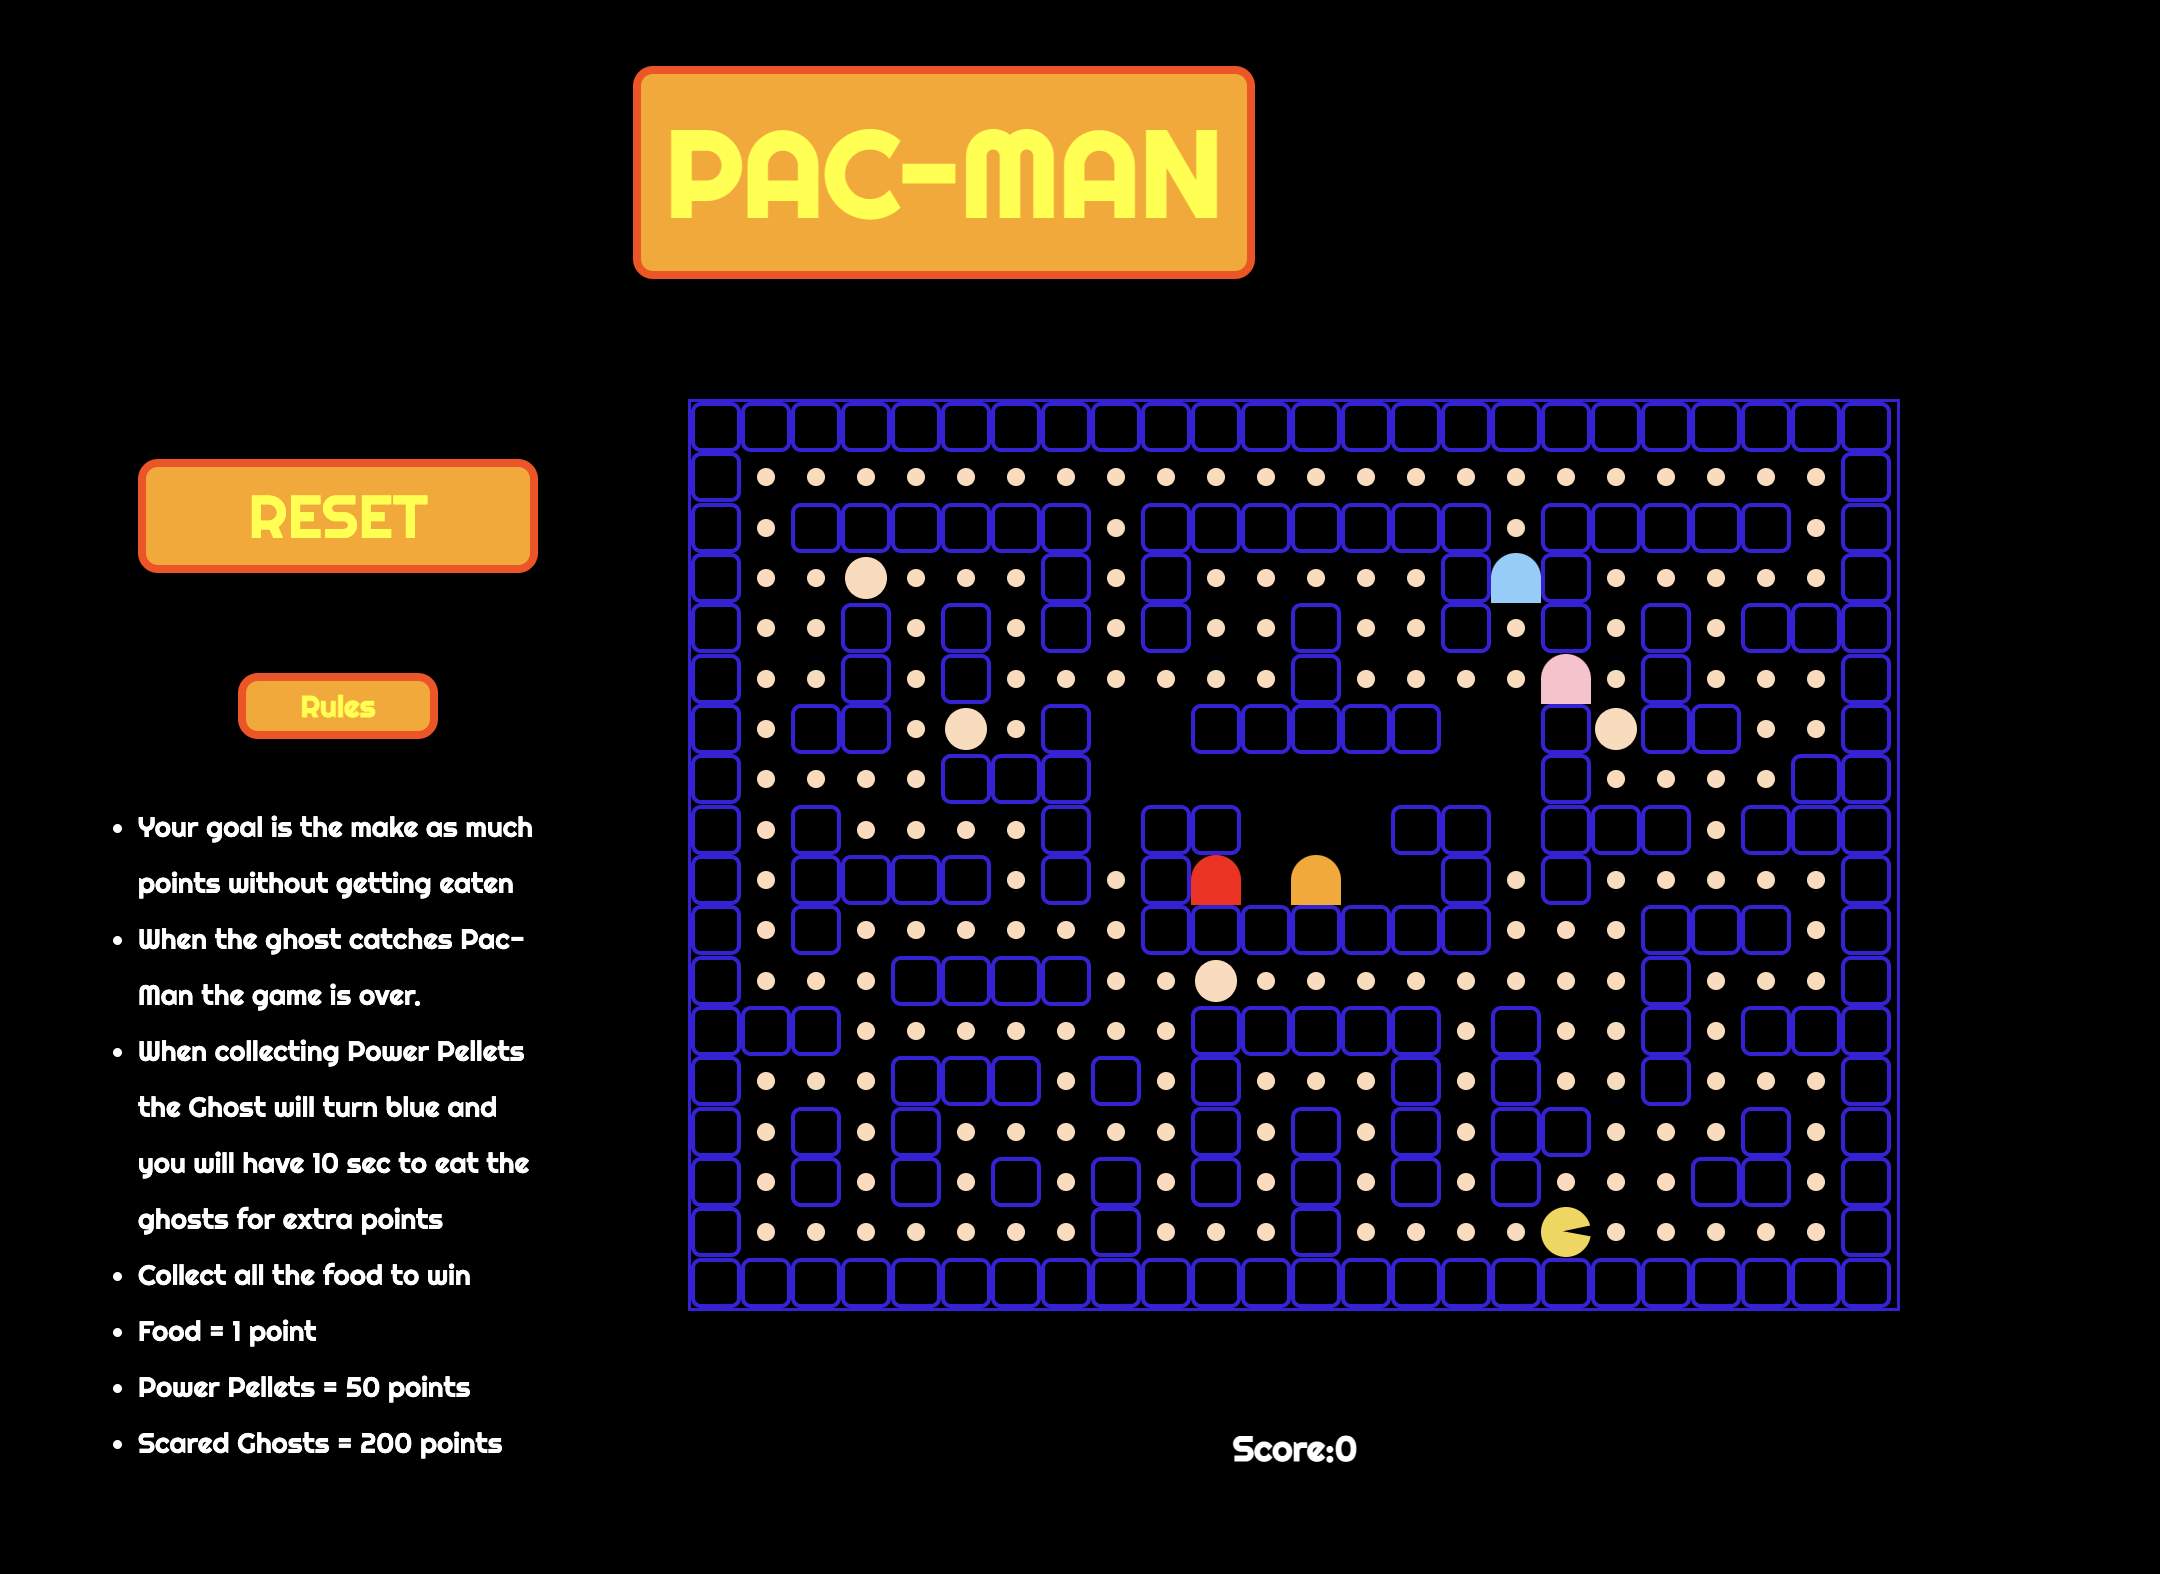 PAC-MAN
RESET
Rules
• Your goal is the make as much
points without getting eaten
• When the ghost catches Pac-
Man the game is over.
• When collecting Power Pellets
the Ghost will turn blue and
you will have 10 sec to eat the
ghosts for extra points
• Collect all the food to win
• Food = 1 point
• Power Pellets = 50 points
• Scared Ghosts = 200 points
Score:0